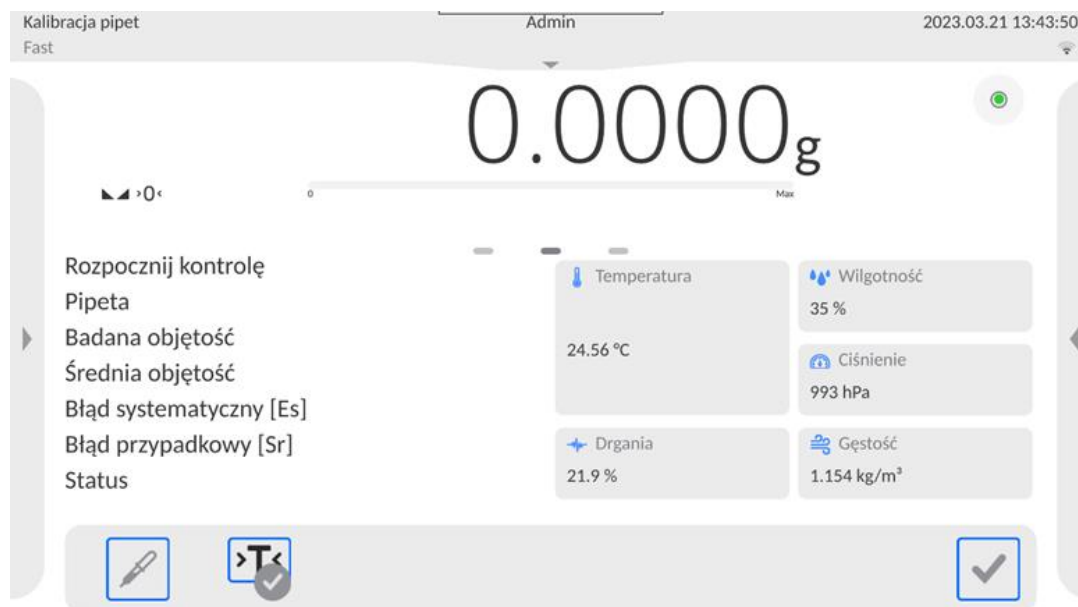 Kalibracja pipet
Admin
2023.03.21 13:43:50
Fast
0.0000g
>0<
0
Max
Rozpocznij kontrolę
Pipeta
Badana objętość
Średnia objętość
Błąd systematyczny [Es]
Błąd przypadkowy [Sr]
Status
Temperatura
24.56 °C
Wilgotność
35 %
Ciśnienie
993 hPa
Drgania
21.9 %
Gęstość
1.154 kg/m³
>T<